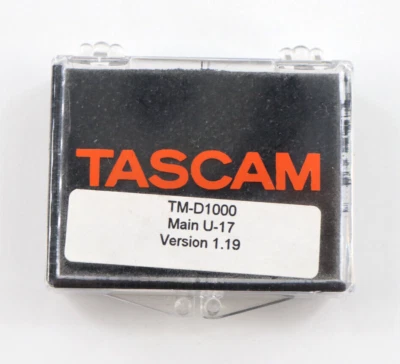 TASCAM
TM-D1000
Main U-17
Version 1.19